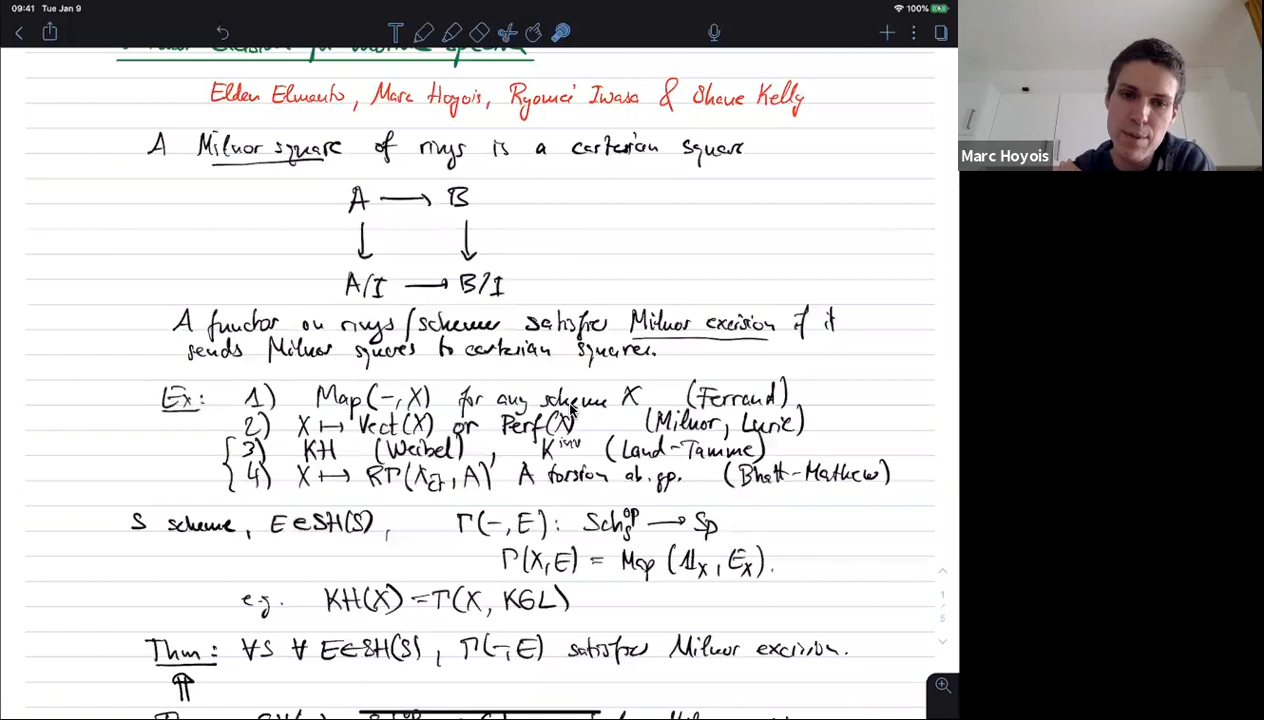 09:41 Tue Jan 9
100%
Elden Elmanto, Marc Hoyois, Ryomei Iwasa & Shane Kelly
A Milnor square of rings is a cartesian square
A → B
↓ ↓
A/I → B/I
A functor on rings/schemes satisfies Milnor excision if it
sends Milnor squares to cartesian squares.
Ex: 1) Map(-, X) for any scheme X (Ferrand)
2) X ↦ Vect(X) or Perf(X) (Milnor, Lurie)
3) KH (Weibel), K^inv (Land-Tamme)
4) X ↦ RΓ(X_ét, A) A torsion ab. gp. (Bhatt-Mathew)
S scheme, E ∈ SH(S), Γ(-, E): Sch_S^op → Sp
Γ(X, E) = Map(𝟙_X, E_X).
e.g. KH(X) = Γ(X, KGL)
Thm: ∀S ∀ E∈SH(S), Γ(-, E) satisfies Milnor excision.
⇑
Marc Hoyois
1
5